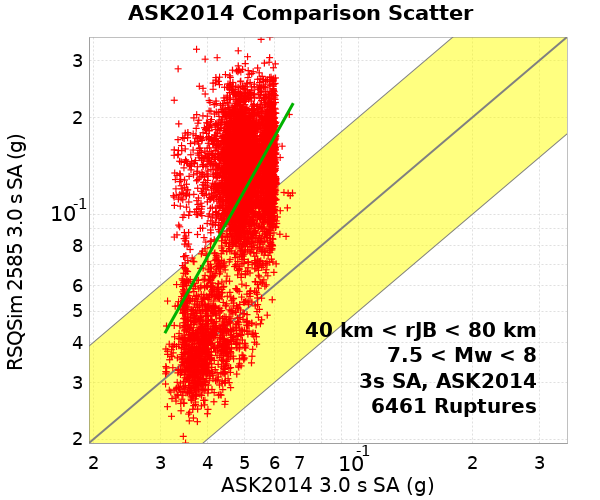 ASK2014 Comparison Scatter
RSQSim 2585 3.0 s SA (g)
3
2
10-1
8
6
5
4
3
2
40 km < rJB < 80 km
7.5 < Mw < 8
3s SA, ASK2014
6461 Ruptures
2 3 4 5 6 7 10-1 2 3
ASK2014 3.0 s SA (g)